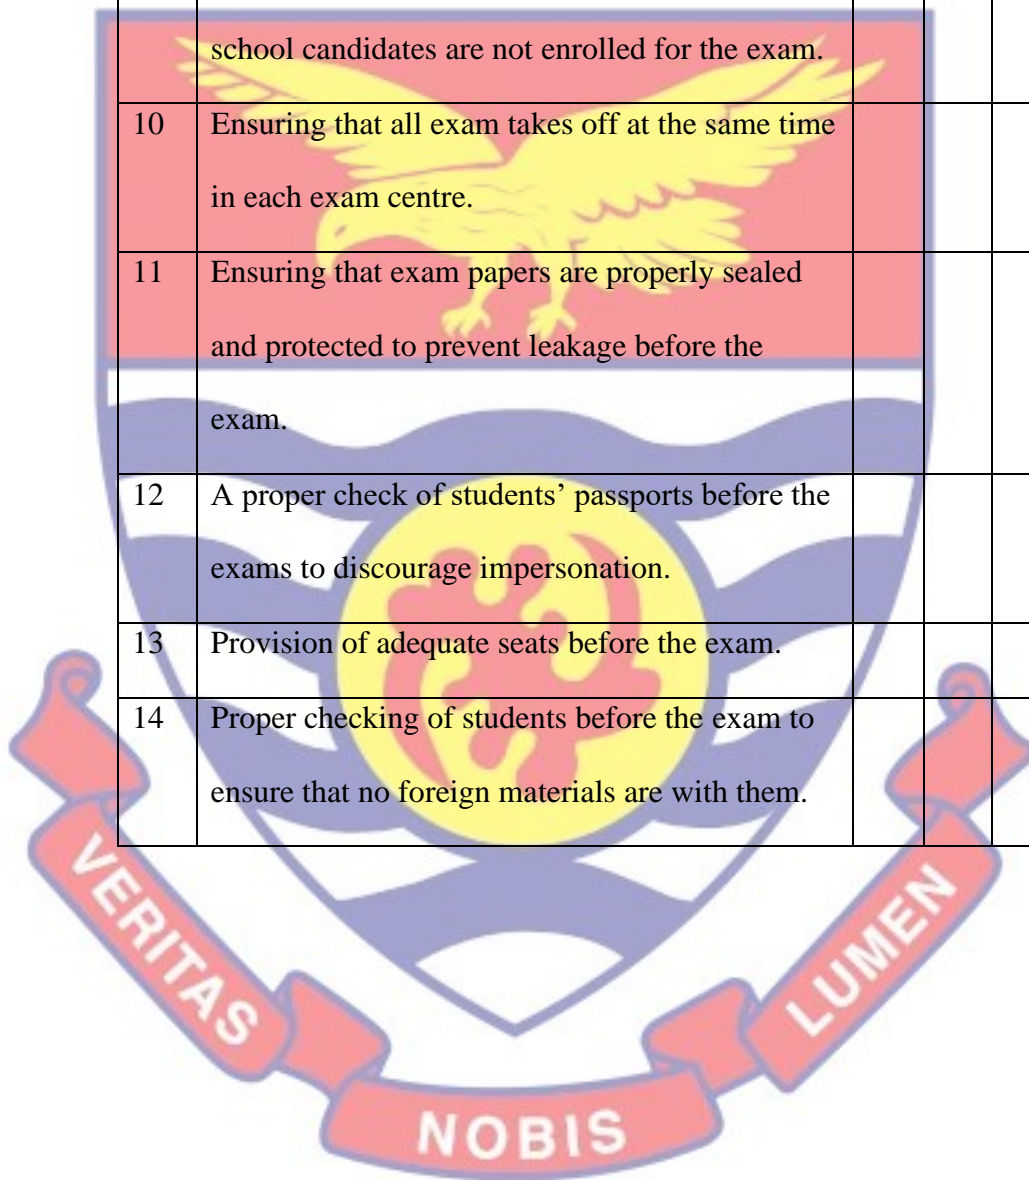 school candidates are not enrolled for the exam.
10 Ensuring that all exam takes off at the same time
in each exam centre.
11 Ensuring that exam papers are properly sealed
and protected to prevent leakage before the
exam.
12 A proper check of students’ passports before the
exams to discourage impersonation.
13 Provision of adequate seats before the exam.
14 Proper checking of students before the exam to
ensure that no foreign materials are with them.
VERITAS
NOBIS
LUMEN